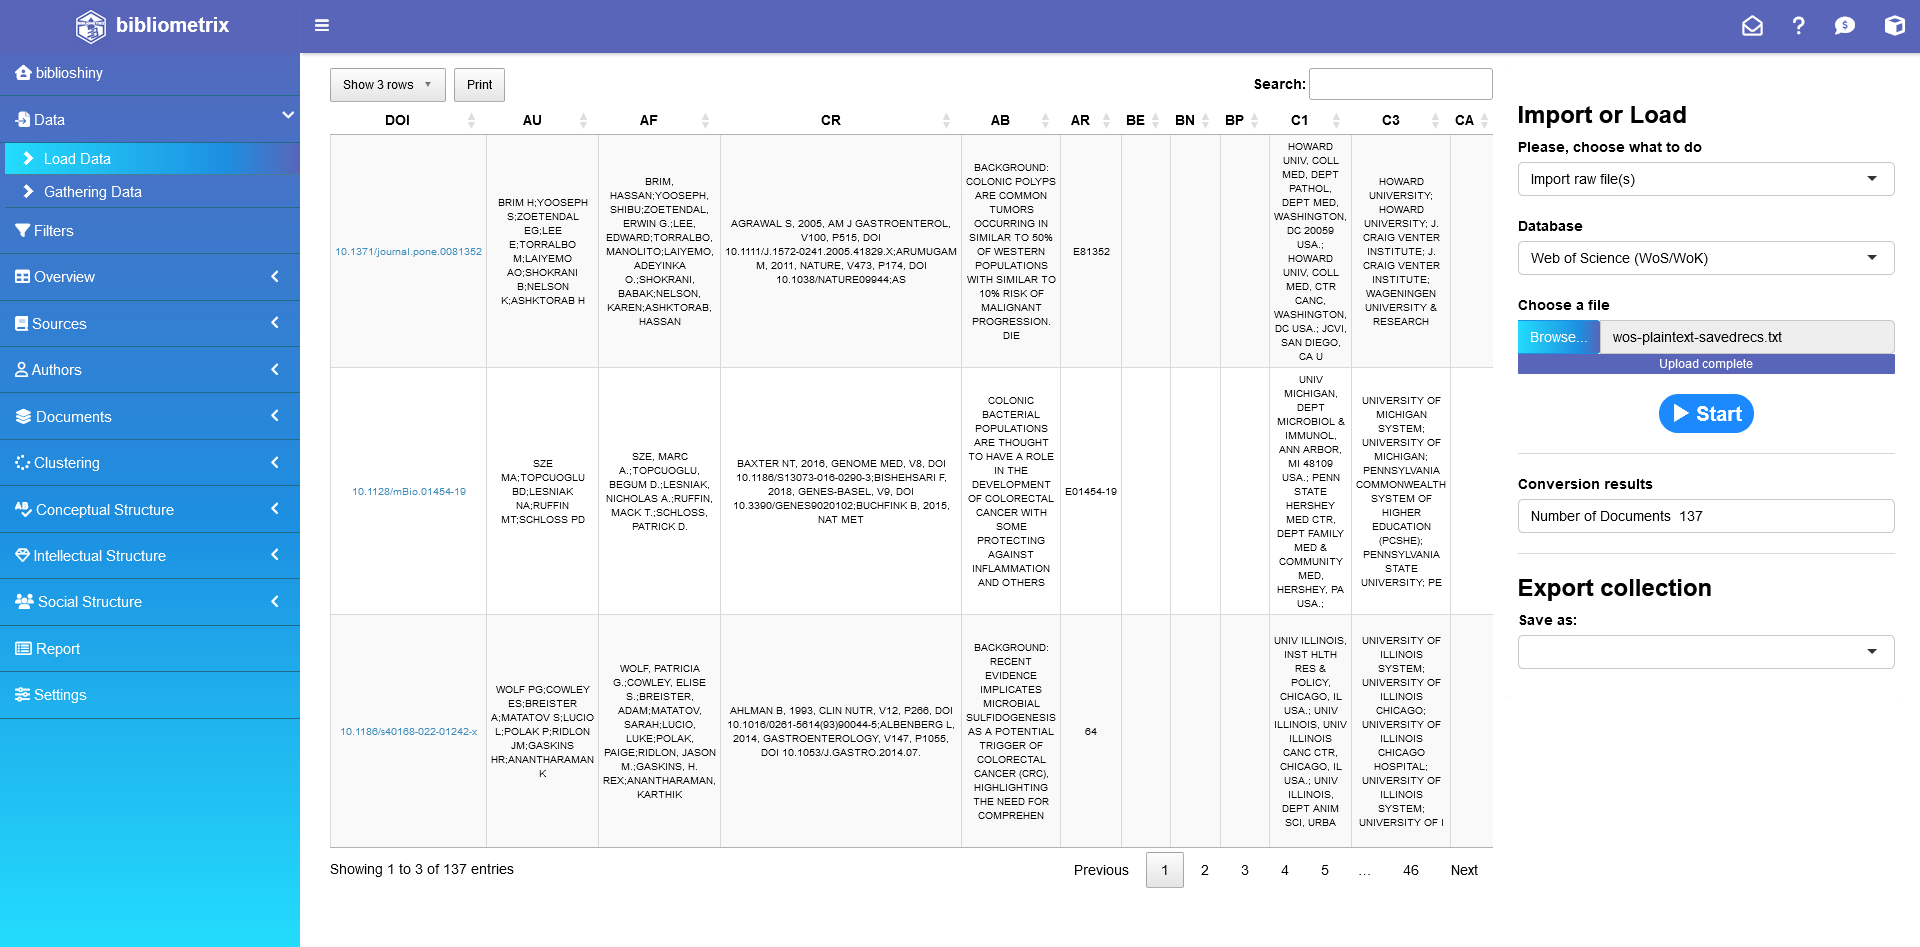 bibliometrix
biblioshiny
Data
Load Data
Gathering Data
Filters
Overview
Sources
Authors
Documents
Clustering
Conceptual Structure
Intellectual Structure
Social Structure
Report
Settings
Show 3 rows
Print
Search:
DOI AU AF CR AB AR BE BN BP C1 C3 CA
10.1371/journal.pone.0081352
BRIM H;YOOSEPH
S;ZOETENDAL
EG;LEE
E;TORRALBO
M;LAIYEMO
AO;SHOKRANI
B;NELSON
K;ASHKTORAB H
BRIM,
HASSAN;YOOSEPH,
SHIBU;ZOETENDAL,
ERWIN G.;LEE,
EDWARD;TORRALBO,
MANOLITO;LAIYEMO,
ADEYINKA
O.;SHOKRANI,
BABAK;NELSON,
KAREN;ASHKTORAB,
HASSAN
AGRAWAL S, 2005, AM J GASTROENTEROL,
V100, P515, DOI
10.1111/J.1572-0241.2005.41829.X;ARUMUGAM
M, 2011, NATURE, V473, P174, DOI
10.1038/NATURE09944;AS
BACKGROUND:
COLONIC POLYPS
ARE COMMON
TUMORS
OCCURRING IN
SIMILAR TO 50%
OF WESTERN
POPULATIONS
WITH SIMILAR TO
10% RISK OF
MALIGNANT
PROGRESSION.
DIE
E81352
HOWARD
UNIV, COLL
MED, DEPT
PATHOL,
DEPT MED,
WASHINGTON,
DC 20059
USA.;
HOWARD
UNIV, COLL
MED, CTR
CANC,
WASHINGTON,
DC USA.; JCVI,
SAN DIEGO,
CA U
HOWARD
UNIVERSITY;
HOWARD
UNIVERSITY; J.
CRAIG VENTER
INSTITUTE; J.
CRAIG VENTER
INSTITUTE;
WAGENINGEN
UNIVERSITY &
RESEARCH
10.1128/mBio.01454-19
SZE
MA;TOPCUOGLU
BD;LESNIAK
NA;RUFFIN
MT;SCHLOSS PD
SZE, MARC
A.;TOPCUOGLU,
BEGUM D.;LESNIAK,
NICHOLAS A.;RUFFIN,
MACK T.;SCHLOSS,
PATRICK D.
BAXTER NT, 2016, GENOME MED, V8, DOI
10.1186/S13073-016-0290-3;BISHEHSARI F,
2018, GENES-BASEL, V9, DOI
10.3390/GENES9020102;BUCHFINK B, 2015,
NAT MET
COLONIC
BACTERIAL
POPULATIONS
ARE THOUGHT
TO HAVE A ROLE
IN THE
DEVELOPMENT
OF COLORECTAL
CANCER WITH
SOME
PROTECTING
AGAINST
INFLAMMATION
AND OTHERS
E01454-19
UNIV
MICHIGAN,
DEPT
MICROBIOL &
IMMUNOL,
ANN ARBOR,
MI 48109
USA.; PENN
STATE
HERSHEY
MED CTR,
DEPT FAMILY
MED &
COMMUNITY
MED,
HERSHEY, PA
USA.;
UNIVERSITY OF
MICHIGAN
SYSTEM;
UNIVERSITY OF
MICHIGAN;
PENNSYLVANIA
COMMONWEALTH
SYSTEM OF
HIGHER
EDUCATION
(PCSHE);
PENNSYLVANIA
STATE
UNIVERSITY; PE
10.1186/s40168-022-01242-x
WOLF PG;COWLEY
ES;BREISTER
A;MATATOV S;LUCIO
L;POLAK P;RIDLON
JM;GASKINS
HR;ANANTHARAMAN
K
WOLF, PATRICIA
G.;COWLEY, ELISE
S.;BREISTER,
ADAM;MATATOV,
SARAH;LUCIO,
LUKE;POLAK,
PAIGE;RIDLON, JASON
M.;GASKINS, H.
REX;ANANTHARAMAN,
KARTHIK
AHLMAN B, 1993, CLIN NUTR, V12, P266, DOI
10.1016/0261-5614(93)90044-5;ALBENBERG L,
2014, GASTROENTEROLOGY, V147, P1055,
DOI 10.1053/J.GASTRO.2014.07.
BACKGROUND:
RECENT
EVIDENCE
IMPLICATES
MICROBIAL
SULFIDOGENESIS
AS A POTENTIAL
TRIGGER OF
COLORECTAL
CANCER (CRC),
HIGHLIGHTING
THE NEED FOR
COMPREHEN
64
UNIV ILLINOIS,
INST HLTH
RES &
POLICY,
CHICAGO, IL
USA.; UNIV
ILLINOIS, UNIV
ILLINOIS
CANC CTR,
CHICAGO, IL
USA.; UNIV
ILLINOIS,
DEPT ANIM
SCI, URBA
UNIVERSITY OF
ILLINOIS
SYSTEM;
UNIVERSITY OF
ILLINOIS
CHICAGO;
UNIVERSITY OF
ILLINOIS
CHICAGO
HOSPITAL;
UNIVERSITY OF
ILLINOIS
SYSTEM;
UNIVERSITY OF I
Showing 1 to 3 of 137 entries
Previous 1 2 3 4 5 … 46 Next
Import or Load
Please, choose what to do
Import raw file(s)
Database
Web of Science (WoS/WoK)
Choose a file
Browse... wos-plaintext-savedrecs.txt
Upload complete
Start
Conversion results
Number of Documents 137
Export collection
Save as: